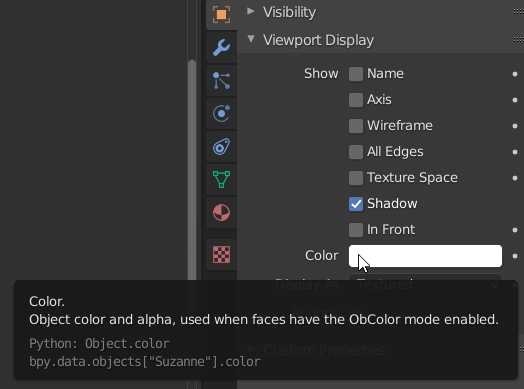 Visibility
Viewport Display
Show Name
Axis
Wireframe
All Edges
Texture Space
Shadow
In Front
Color
Display As Textured
Color.
Object color and alpha, used when faces have the ObColor mode enabled.
Python: Object.color
bpy.data.objects["Suzanne"].color
Custom Properties